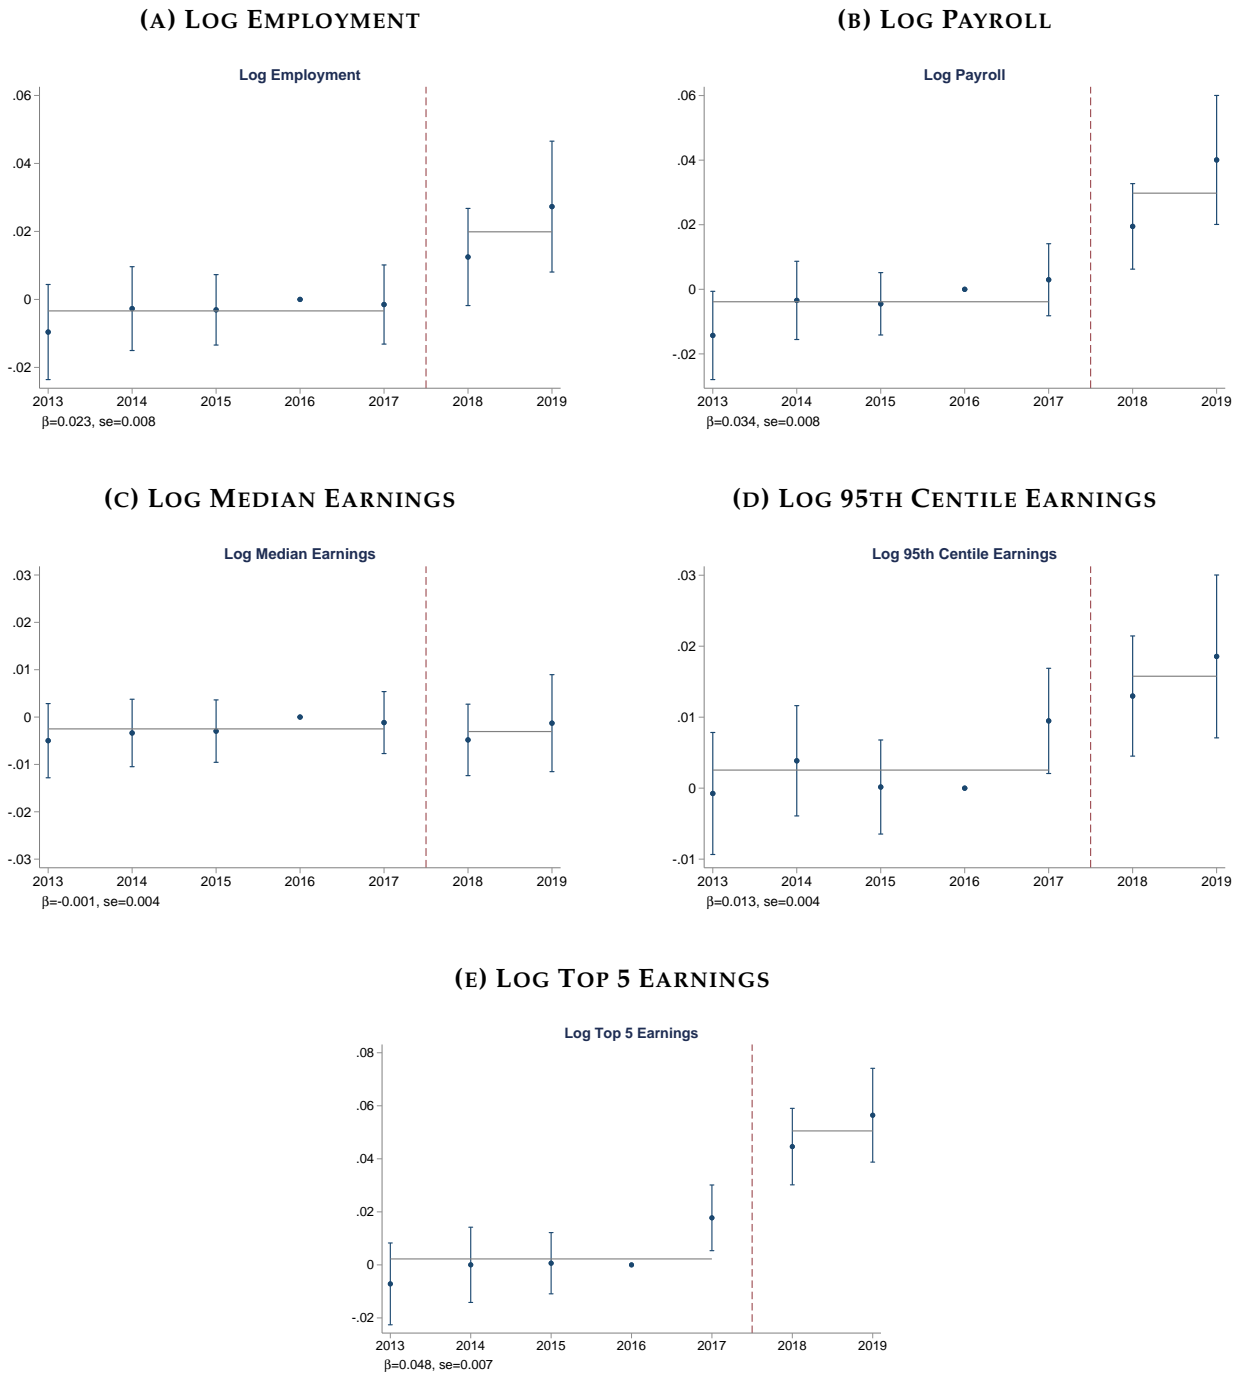 (A) LOG EMPLOYMENT
Log Employment
.06
.04
.02
0
-.02
2013 2014 2015 2016 2017 2018 2019
β=0.023, se=0.008
(B) LOG PAYROLL
Log Payroll
.06
.04
.02
0
-.02
2013 2014 2015 2016 2017 2018 2019
β=0.034, se=0.008
(C) LOG MEDIAN EARNINGS
Log Median Earnings
.03
.02
.01
0
-.01
-.02
-.03
2013 2014 2015 2016 2017 2018 2019
β=-0.001, se=0.004
(D) LOG 95TH CENTILE EARNINGS
Log 95th Centile Earnings
.03
.02
.01
0
-.01
2013 2014 2015 2016 2017 2018 2019
β=0.013, se=0.004
(E) LOG TOP 5 EARNINGS
Log Top 5 Earnings
.08
.06
.04
.02
0
-.02
2013 2014 2015 2016 2017 2018 2019
β=0.048, se=0.007